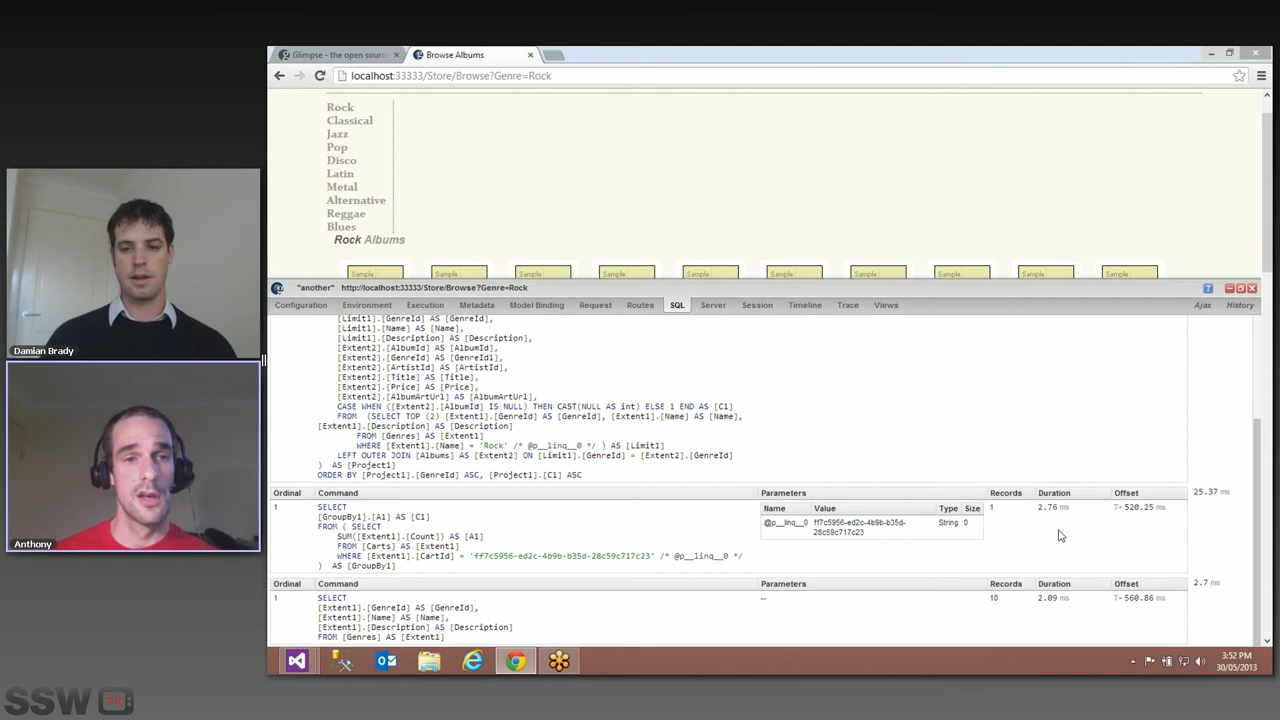 Glimpse - the open sourc
Browse Albums
localhost:33333/Store/Browse?Genre=Rock
Rock
Classical
Jazz
Pop
Disco
Latin
Metal
Alternative
Reggae
Blues
Rock Albums
Sample Sample Sample Sample Sample Sample Sample Sample Sample Sample
"another" http://localhost:33333/Store/Browse?Genre=Rock
Configuration Environment Execution Metadata Model Binding Request Routes SQL Server Session Timeline Trace Views Ajax History
[Limit1].[GenreId] AS [GenreId],
[Limit1].[Name] AS [Name],
[Limit1].[Description] AS [Description],
[Extent2].[AlbumId] AS [AlbumId],
[Extent2].[GenreId] AS [GenreId1],
[Extent2].[ArtistId] AS [ArtistId],
[Extent2].[Title] AS [Title],
[Extent2].[Price] AS [Price],
[Extent2].[AlbumArtUrl] AS [AlbumArtUrl],
CASE WHEN ([Extent2].[AlbumId] IS NULL) THEN CAST(NULL AS int) ELSE 1 END AS [C1]
FROM (SELECT TOP (2) [Extent1].[GenreId] AS [GenreId], [Extent1].[Name] AS [Name],
[Extent1].[Description] AS [Description]
FROM [Genres] AS [Extent1]
WHERE [Extent1].[Name] = 'Rock' /* @p__linq__0 */ ) AS [Limit1]
LEFT OUTER JOIN [Albums] AS [Extent2] ON [Limit1].[GenreId] = [Extent2].[GenreId]
) AS [Project1]
ORDER BY [Project1].[GenreId] ASC, [Project1].[C1] ASC
Ordinal Command Parameters Records Duration Offset 25.37 ms
1 SELECT Name Value Type Size 1 2.76 ms T+ 520.25 ms
[GroupBy1].[A1] AS [C1]
FROM ( SELECT @p__linq__0 ff7c5956-ed2c-4b9b-b35d-28c59c717c23 String 0
SUM([Extent1].[Count]) AS [A1]
FROM [Carts] AS [Extent1]
WHERE [Extent1].[CartId] = 'ff7c5956-ed2c-4b9b-b35d-28c59c717c23' /* @p__linq__0 */
) AS [GroupBy1]
Ordinal Command Parameters Records Duration Offset 2.7 ms
1 SELECT -- 10 2.09 ms T+ 560.86 ms
[Extent1].[GenreId] AS [GenreId],
[Extent1].[Name] AS [Name],
[Extent1].[Description] AS [Description]
FROM [Genres] AS [Extent1]
3:52 PM
30/05/2013
Damian Brady
Anthony
SSW TV